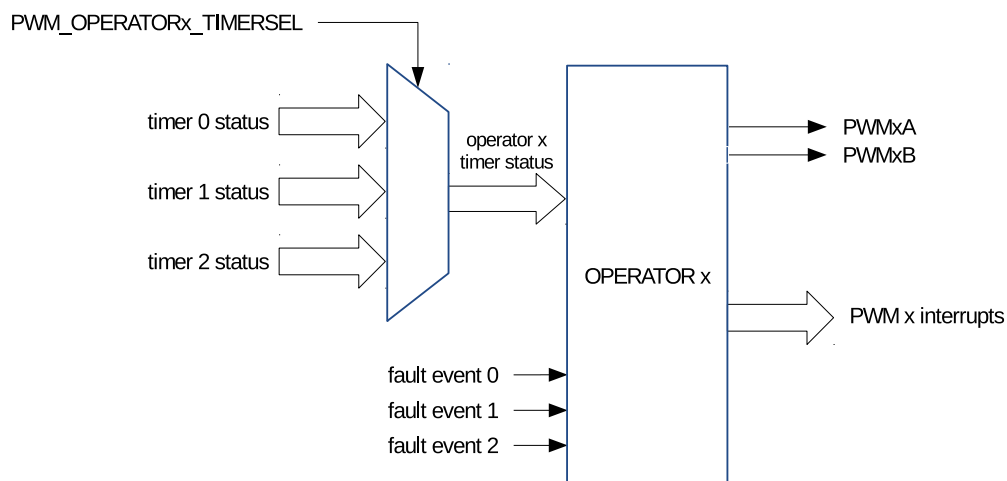 PWM_OPERATORx_TIMERSEL
timer 0 status
timer 1 status
timer 2 status
operator x
timer status
OPERATOR x
PWMxA
PWMxB
PWM x interrupts
fault event 0
fault event 1
fault event 2